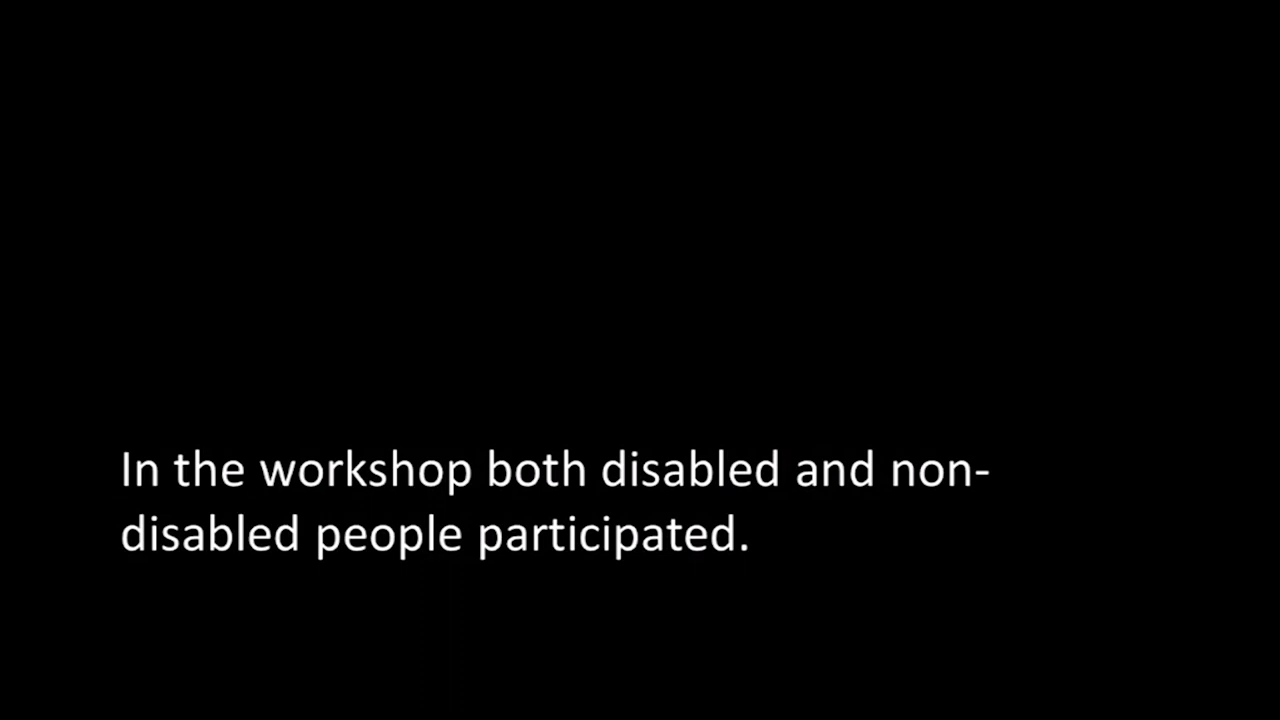 In the workshop both disabled and non-
disabled people participated.